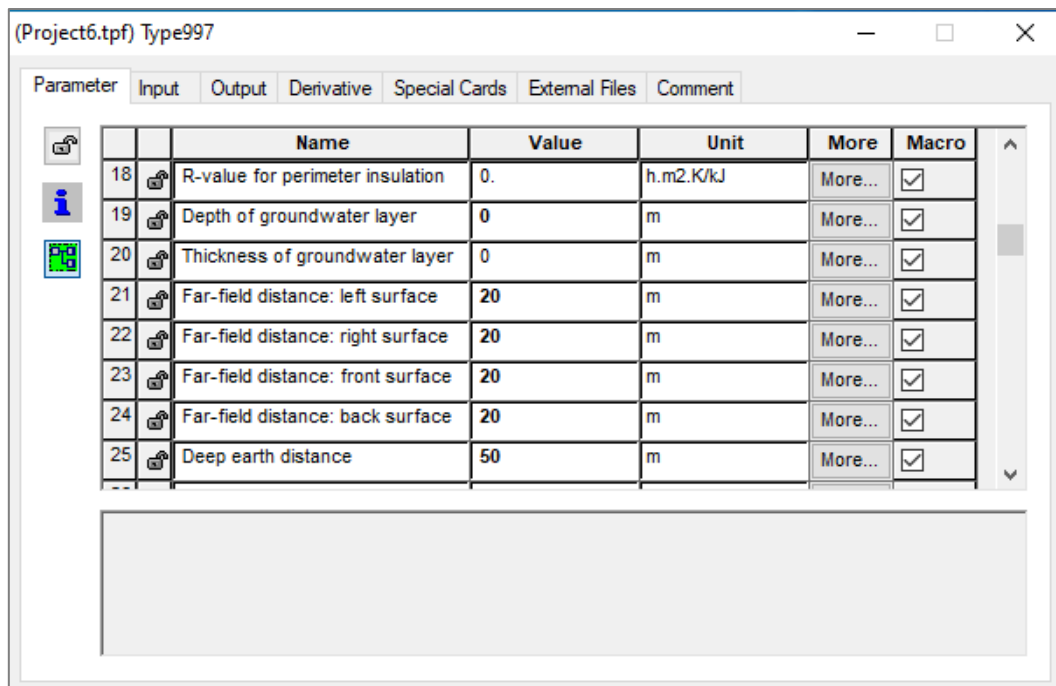 (Project6.tpf) Type997
Parameter Input Output Derivative Special Cards External Files Comment
Name Value Unit More Macro
18 R-value for perimeter insulation 0. h.m2.K/kJ More...
19 Depth of groundwater layer 0 m More...
20 Thickness of groundwater layer 0 m More...
21 Far-field distance: left surface 20 m More...
22 Far-field distance: right surface 20 m More...
23 Far-field distance: front surface 20 m More...
24 Far-field distance: back surface 20 m More...
25 Deep earth distance 50 m More...